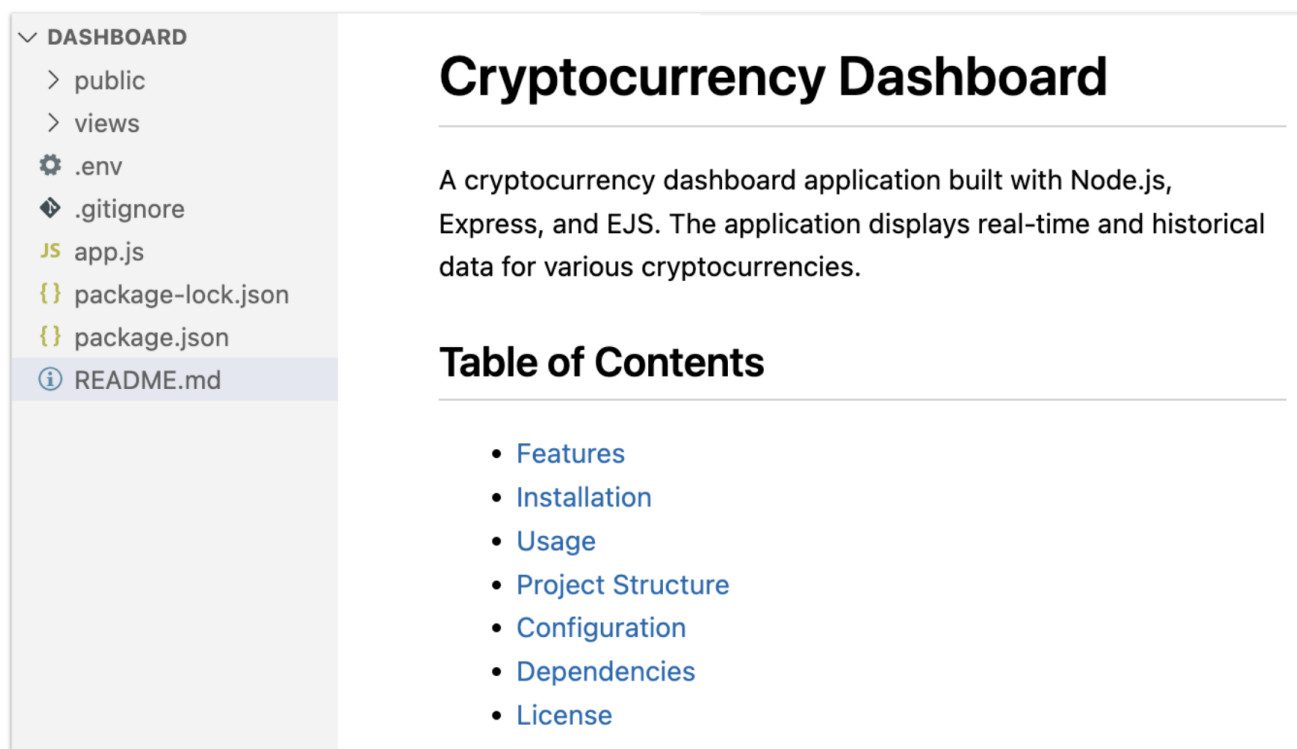 DASHBOARD
public
views
.env
.gitignore
JS app.js
{} package-lock.json
{} package.json
README.md
Cryptocurrency Dashboard
A cryptocurrency dashboard application built with Node.js,
Express, and EJS. The application displays real-time and historical
data for various cryptocurrencies.
Table of Contents
• Features
• Installation
• Usage
• Project Structure
• Configuration
• Dependencies
• License